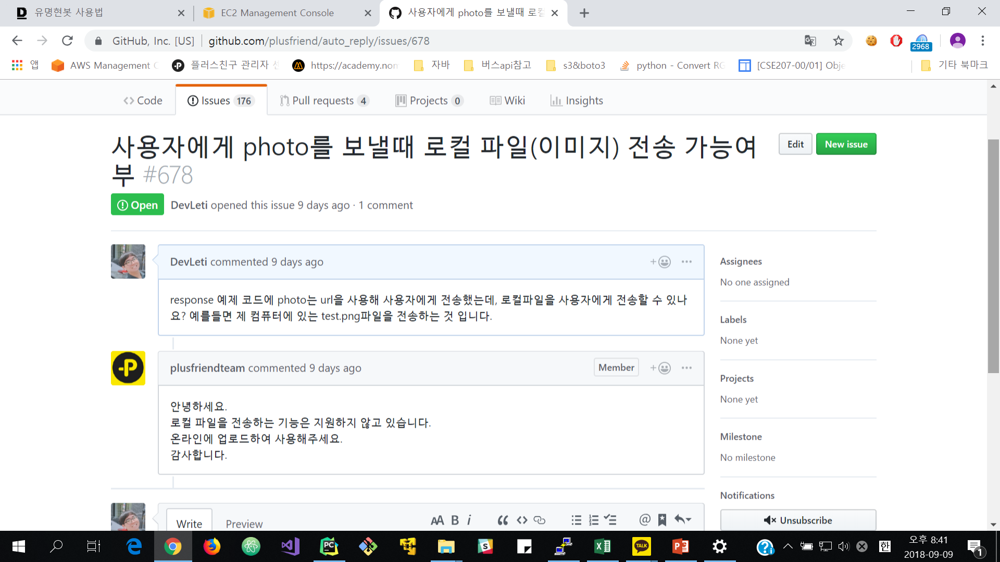 유명현봇 사용법
EC2 Management Console
사용자에게 photo를 보낼때 로컬
GitHub, Inc. [US]
github.com/plusfriend/auto_reply/issues/678
2968
앱
AWS Management C
플러스친구 관리자 센
https://academy.nom
자바
버스api참고
s3&boto3
python - Convert RG
[CSE207-00/01] Obje
기타 북마크
Code
Issues 176
Pull requests 4
Projects 0
Wiki
Insights
사용자에게 photo를 보낼때 로컬 파일(이미지) 전송 가능여
부 #678
Edit
New issue
Open
DevLeti opened this issue 9 days ago · 1 comment
DevLeti commented 9 days ago
response 예제 코드에 photo는 url을 사용해 사용자에게 전송했는데, 로컬파일을 사용자에게 전송할 수 있나
요? 예를들면 제 컴퓨터에 있는 test.png파일을 전송하는 것 입니다.
plusfriendteam commented 9 days ago
Member
안녕하세요.
로컬 파일을 전송하는 기능은 지원하지 않고 있습니다.
온라인에 업로드하여 사용해주세요.
감사합니다.
Assignees
No one assigned
Labels
None yet
Projects
None yet
Milestone
No milestone
Notifications
Unsubscribe
Write
Preview
AA B i
PC
S
TALK
한
오후 8:41
2018-09-09
1